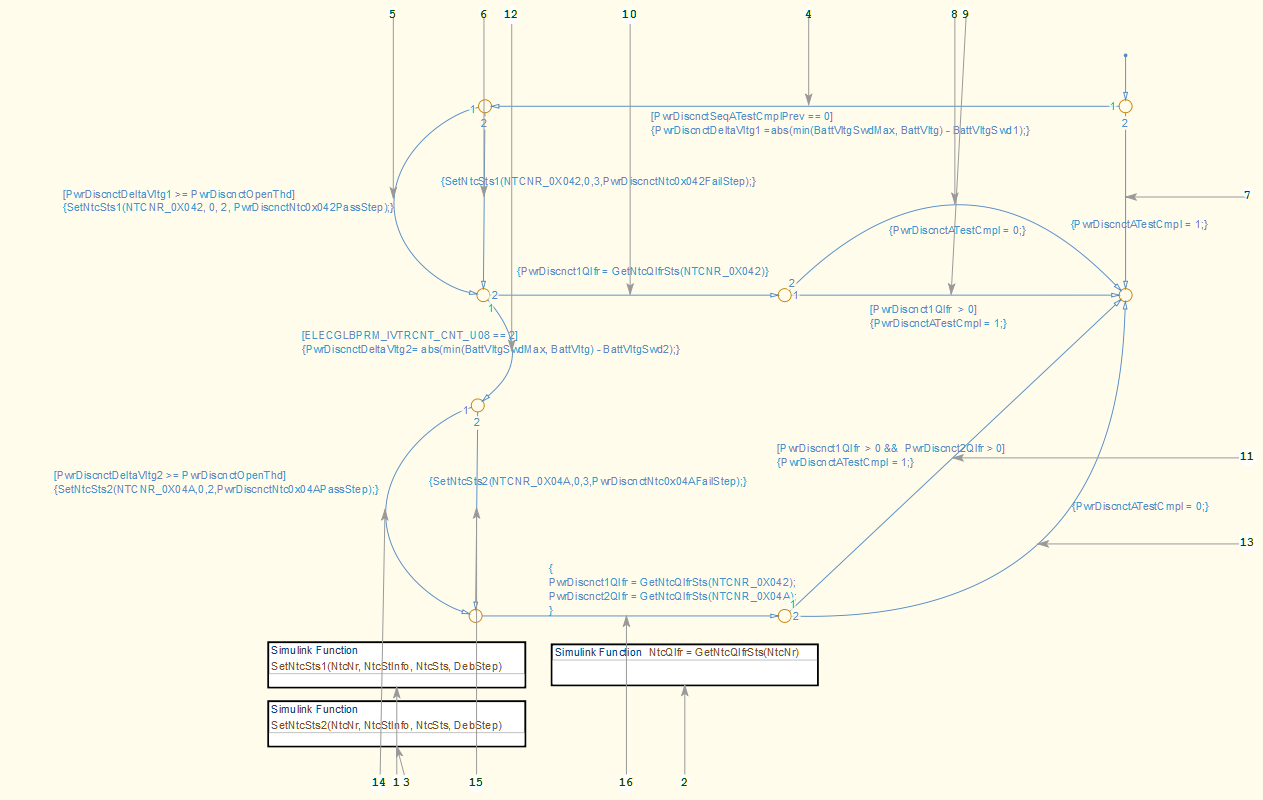 5 6 12 10 4 8 9
1 1
2 2
[PwrDiscnctSeqATestCmplPrev == 0]
{PwrDiscnctDeltaVltg1 =abs(min(BattVltgSwdMax, BattVltg) - BattVltgSwd1);}
{SetNtcSts1(NTCNR_0X042,0,3,PwrDiscnctNtc0x042FailStep);}
[PwrDiscnctDeltaVltg1 >= PwrDiscnctOpenThd]
{SetNtcSts1(NTCNR_0X042, 0, 2, PwrDiscnctNtc0x042PassStep);}
7
{PwrDiscnctATestCmpl = 1;}
{PwrDiscnctATestCmpl = 0;}
{PwrDiscnct1Qlfr = GetNtcQlfrSts(NTCNR_0X042)}
2
2 1
1
[PwrDiscnct1Qlfr > 0]
{PwrDiscnctATestCmpl = 1;}
[ELECGLBPRM_IVTRCNT_CNT_U08 == 2]
{PwrDiscnctDeltaVltg2= abs(min(BattVltgSwdMax, BattVltg) - BattVltgSwd2);}
1
2
[PwrDiscnct1Qlfr > 0 && PwrDiscnct2Qlfr > 0]
{PwrDiscnctATestCmpl = 1;}
11
[PwrDiscnctDeltaVltg2 >= PwrDiscnctOpenThd]
{SetNtcSts2(NTCNR_0X04A,0,2,PwrDiscnctNtc0x04APassStep);}
{SetNtcSts2(NTCNR_0X04A,0,3,PwrDiscnctNtc0x04AFailStep);}
{PwrDiscnctATestCmpl = 0;}
13
{
PwrDiscnct1Qlfr = GetNtcQlfrSts(NTCNR_0X042);
PwrDiscnct2Qlfr = GetNtcQlfrSts(NTCNR_0X04A);
}
1
2
Simulink Function
SetNtcSts1(NtcNr, NtcStInfo, NtcSts, DebStep)
Simulink Function NtcQlfr = GetNtcQlfrSts(NtcNr)
Simulink Function
SetNtcSts2(NtcNr, NtcStInfo, NtcSts, DebStep)
14 1 3 15 16 2